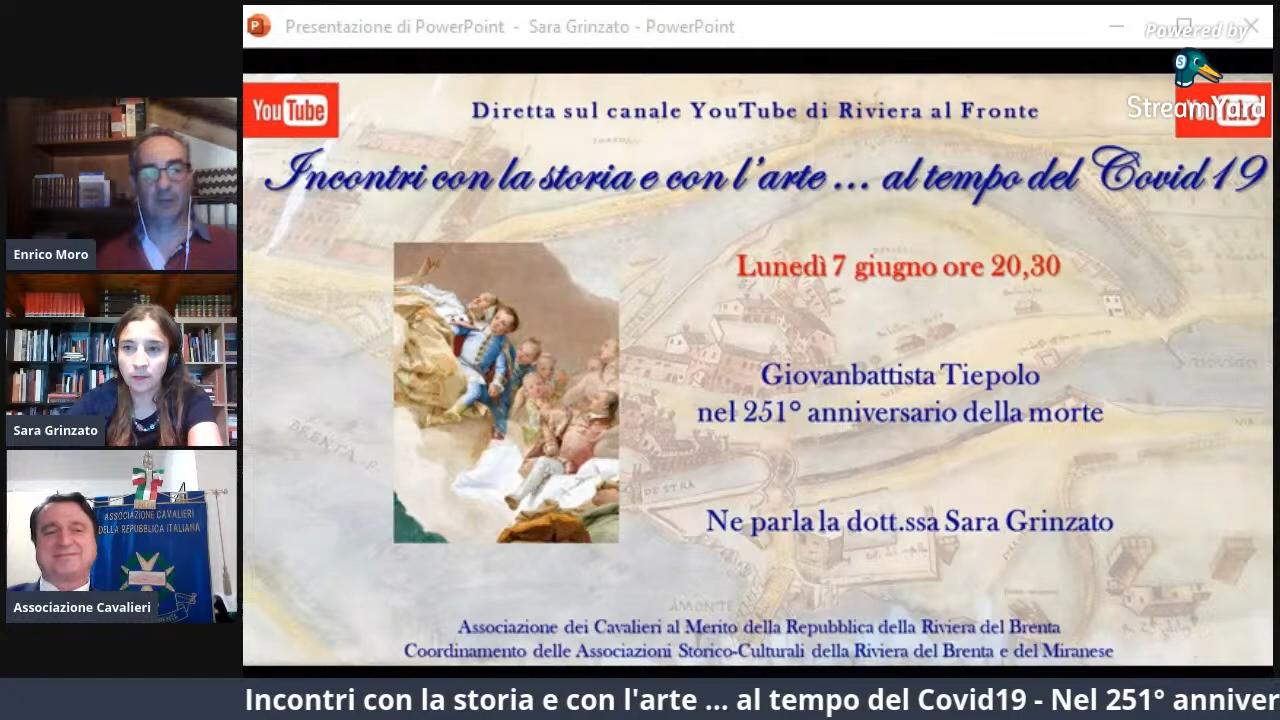 Presentazione di PowerPoint - Sara Grinzato - PowerPoint
Powered by
StreamYard
YouTube
Diretta sul canale YouTube di Riviera al Fronte
Incontri con la storia e con l'arte ... al tempo del Covid 19
Lunedì 7 giugno ore 20,30
Giovanbattista Tiepolo
nel 251° anniversario della morte
Ne parla la dott.ssa Sara Grinzato
BRENTA
DESTRA
Associazione dei Cavalieri al Merito della Repubblica della Riviera del Brenta
Coordinamento delle Associazioni Storico-Culturali della Riviera del Brenta e del Miranese
Enrico Moro
Sara Grinzato
ASSOCIAZIONE CAVALIERI
DELLA REPUBBLICA ITALIANA
Associazione Cavalieri
Incontri con la storia e con l'arte ... al tempo del Covid19 - Nel 251° anniver